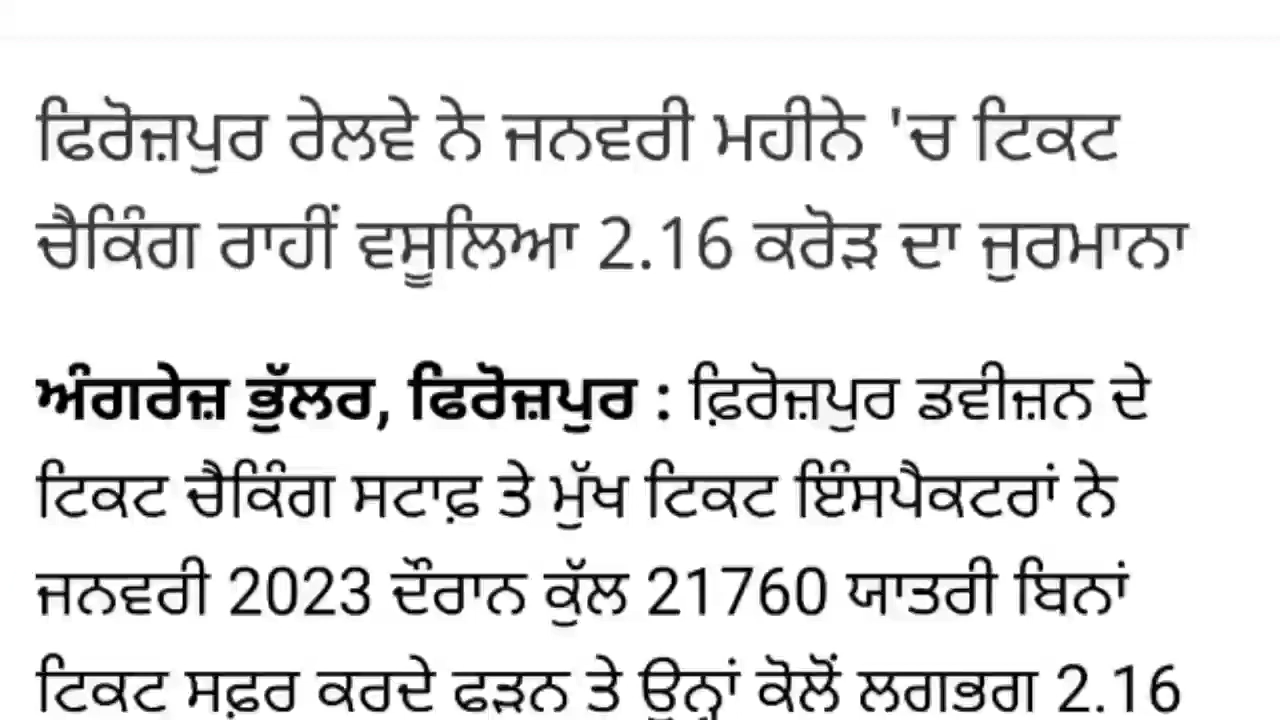 ਫਿਰੋਜ਼ਪੁਰ ਰੇਲਵੇ ਨੇ ਜਨਵਰੀ ਮਹੀਨੇ 'ਚ ਟਿਕਟ
ਚੈਕਿੰਗ ਰਾਹੀਂ ਵਸੂਲਿਆ 2.16 ਕਰੋੜ ਦਾ ਜੁਰਮਾਨਾ
ਅੰਗਰੇਜ਼ ਭੁੱਲਰ, ਫਿਰੋਜ਼ਪੁਰ : ਫ਼ਿਰੋਜ਼ਪੁਰ ਡਵੀਜ਼ਨ ਦੇ
ਟਿਕਟ ਚੈਕਿੰਗ ਸਟਾਫ਼ ਤੇ ਮੁੱਖ ਟਿਕਟ ਇੰਸਪੈਕਟਰਾਂ ਨੇ
ਜਨਵਰੀ 2023 ਦੌਰਾਨ ਕੁੱਲ 21760 ਯਾਤਰੀ ਬਿਨਾਂ
ਟਿਕਟ ਸਫ਼ਰ ਕਰਦੇ ਫੜਨ ਤੇ ਉਨ੍ਹਾਂ ਕੋਲੋਂ ਲਗਭਗ 2.16